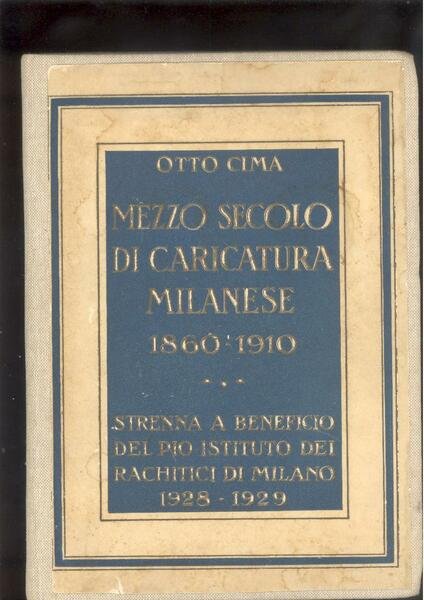 OTTO CIMA
MEZZO SECOLO
DI CARICATURA
MILANESE
1860-1910
STRENNA A BENEFICIO
DEL PIO ISTITUTO DEI
RACHITICI DI MILANO
1928-1929